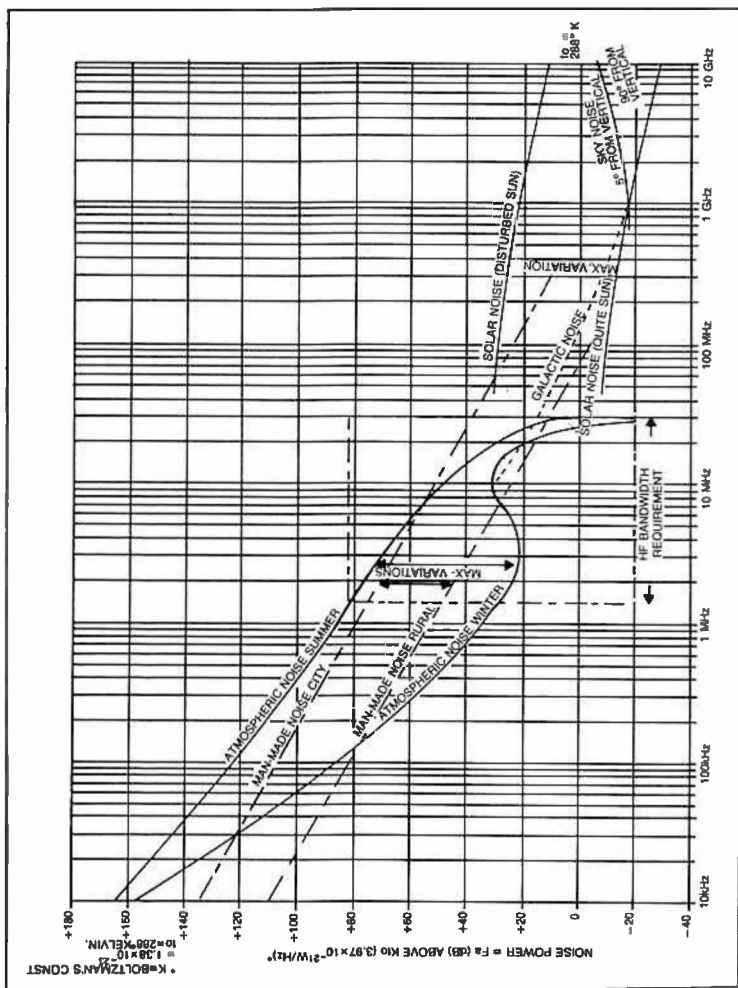 * K=BOLTZMAN'S CONST
= 1.38×10⁻²³
to=288°KELVIN.
NOISE POWER = Fa (dB) ABOVE Kto (3.97×10⁻²¹W/Hz)*
+180
+160
+140
+120
+100
+80
+60
+40
+20
0
-20
-40
10kHz
100kHz
1 MHz
10 MHz
100 MHz
1 GHz
10 GHz
ATMOSPHERIC NOISE SUMMER
MAN-MADE NOISE CITY
MAN-MADE NOISE RURAL
ATMOSPHERIC NOISE WINTER
MAX- VARIATIONS
HF BANDWIDTH
REQUIREMENT
SOLAR NOISE (DISTURBED SUN)
MAX, VARIATION
GALACTIC NOISE
SOLAR NOISE (QUITE SUN)
SKY NOISE
5° FROM VERTICAL
90° FROM
VERTICAL
to =
288° K